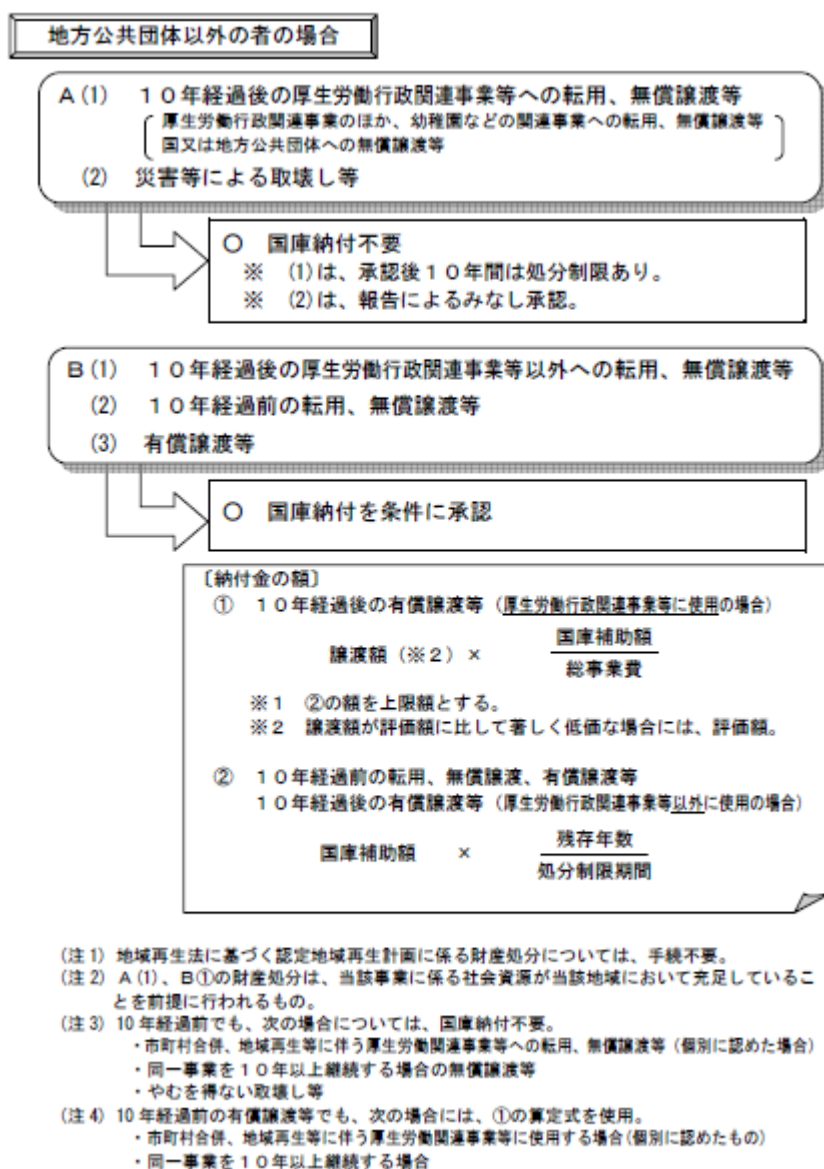 地方公共団体以外の者の場合
A(1) 10年経過後の厚生労働行政関連事業等への転用、無償譲渡等
厚生労働行政関連事業のほか、幼稚園などの関連事業への転用、無償譲渡等
国又は地方公共団体への無償譲渡等
(2) 災害等による取壊し等
○ 国庫納付不要
※ (1)は、承認後10年間は処分制限あり。
※ (2)は、報告によるみなし承認。
B(1) 10年経過後の厚生労働行政関連事業等以外への転用、無償譲渡等
(2) 10年経過前の転用、無償譲渡等
(3) 有償譲渡等
○ 国庫納付を条件に承認
〔納付金の額〕
① 10年経過後の有償譲渡等（厚生労働行政関連事業等に使用の場合）
国庫補助額
譲渡額（※2）×
総事業費
※1 ②の額を上限額とする。
※2 譲渡額が評価額に比して著しく低価な場合には、評価額。
② 10年経過前の転用、無償譲渡、有償譲渡等
10年経過後の有償譲渡等（厚生労働行政関連事業等以外に使用の場合）
残存年数
国庫補助額 ×
処分制限期間
(注1) 地域再生法に基づく認定地域再生計画に係る財産処分については、手続不要。
(注2) A(1)、B①の財産処分は、当該事業に係る社会資源が当該地域において充足しているこ
とを前提に行われるもの。
(注3) 10年経過前でも、次の場合については、国庫納付不要。
・市町村合併、地域再生等に伴う厚生労働関連事業等への転用、無償譲渡等（個別に認めた場合）
・同一事業を10年以上継続する場合の無償譲渡等
・やむを得ない取壊し等
(注4) 10年経過前の有償譲渡等でも、次の場合には、①の算定式を使用。
・市町村合併、地域再生等に伴う厚生労働関連事業等に使用する場合(個別に認めたもの)
・同一事業を10年以上継続する場合